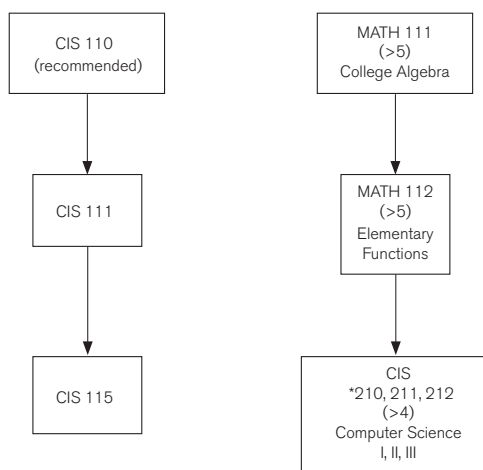 CIS 110
(recommended)
MATH 111
(>5)
College Algebra
CIS 111
MATH 112
(>5)
Elementary
Functions
CIS 115
CIS
*210, 211, 212
(>4)
Computer Science
I, II, III